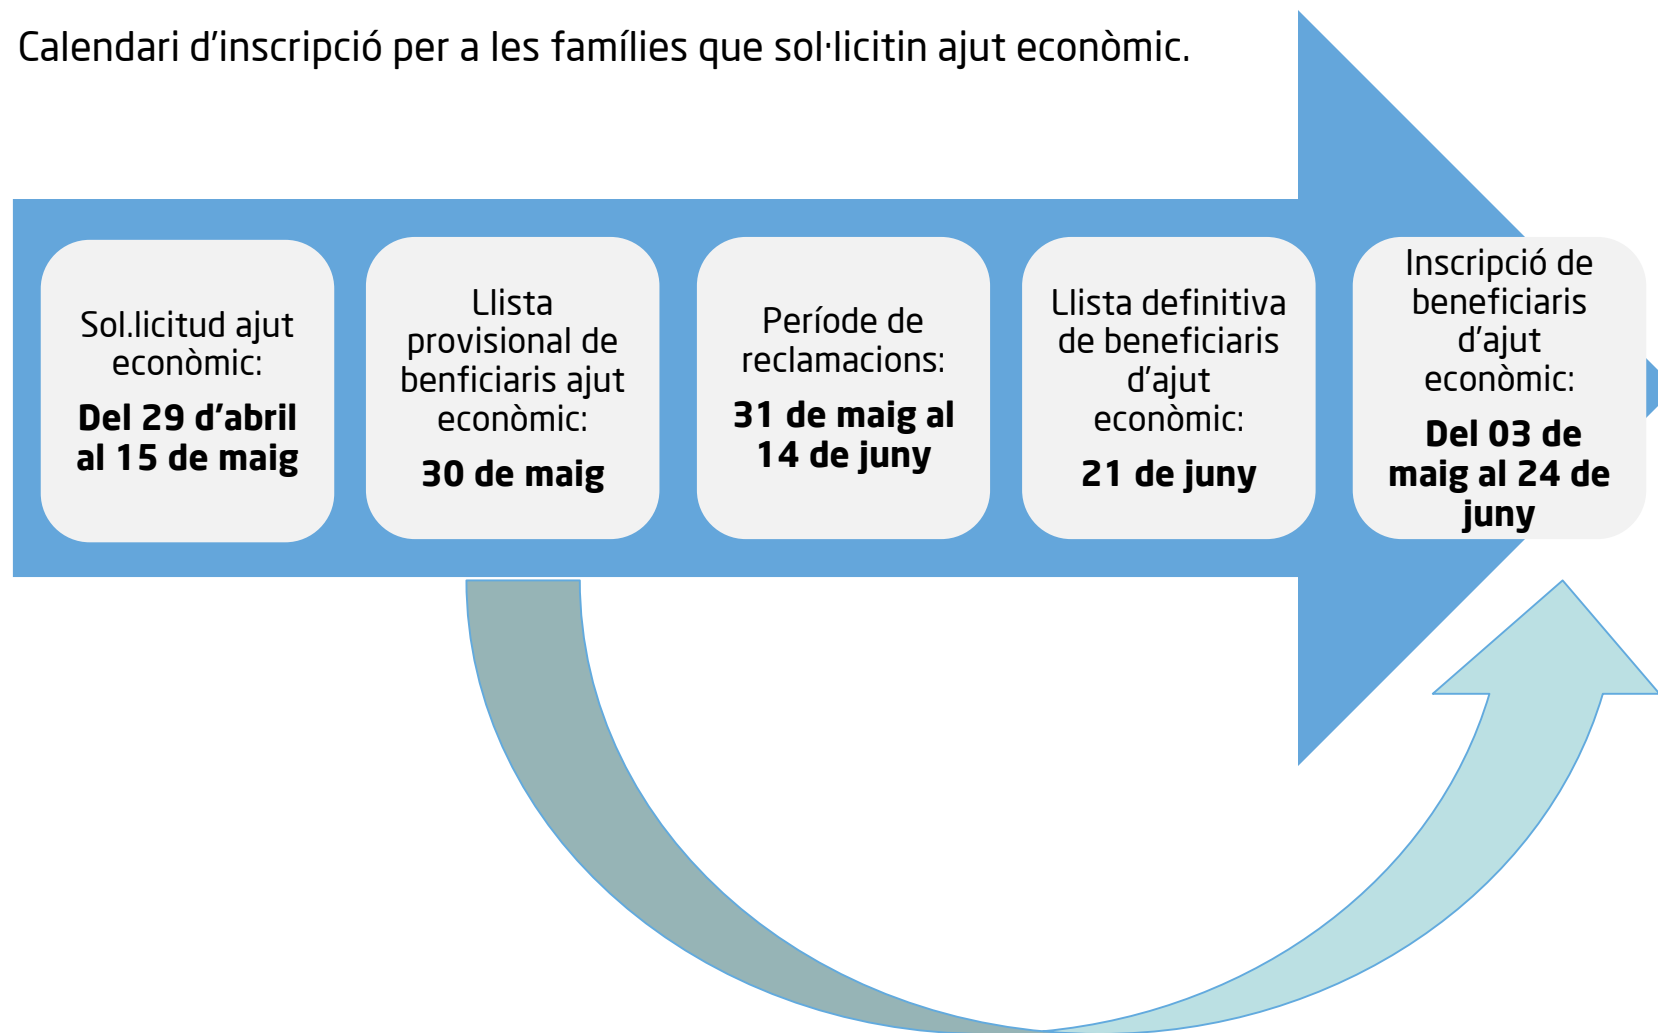 Calendari d'inscripció per a les famílies que sol·licitin ajut econòmic.
Sol.licitud ajut
econòmic:
Del 29 d'abril
al 15 de maig
Llista
provisional de
benficiaris ajut
econòmic:
30 de maig
Període de
reclamacions:
31 de maig al
14 de juny
Llista definitiva
de beneficiaris
d'ajut
econòmic:
21 de juny
Inscripció de
beneficiaris
d'ajut
econòmic:
Del 03 de
maig al 24 de
juny